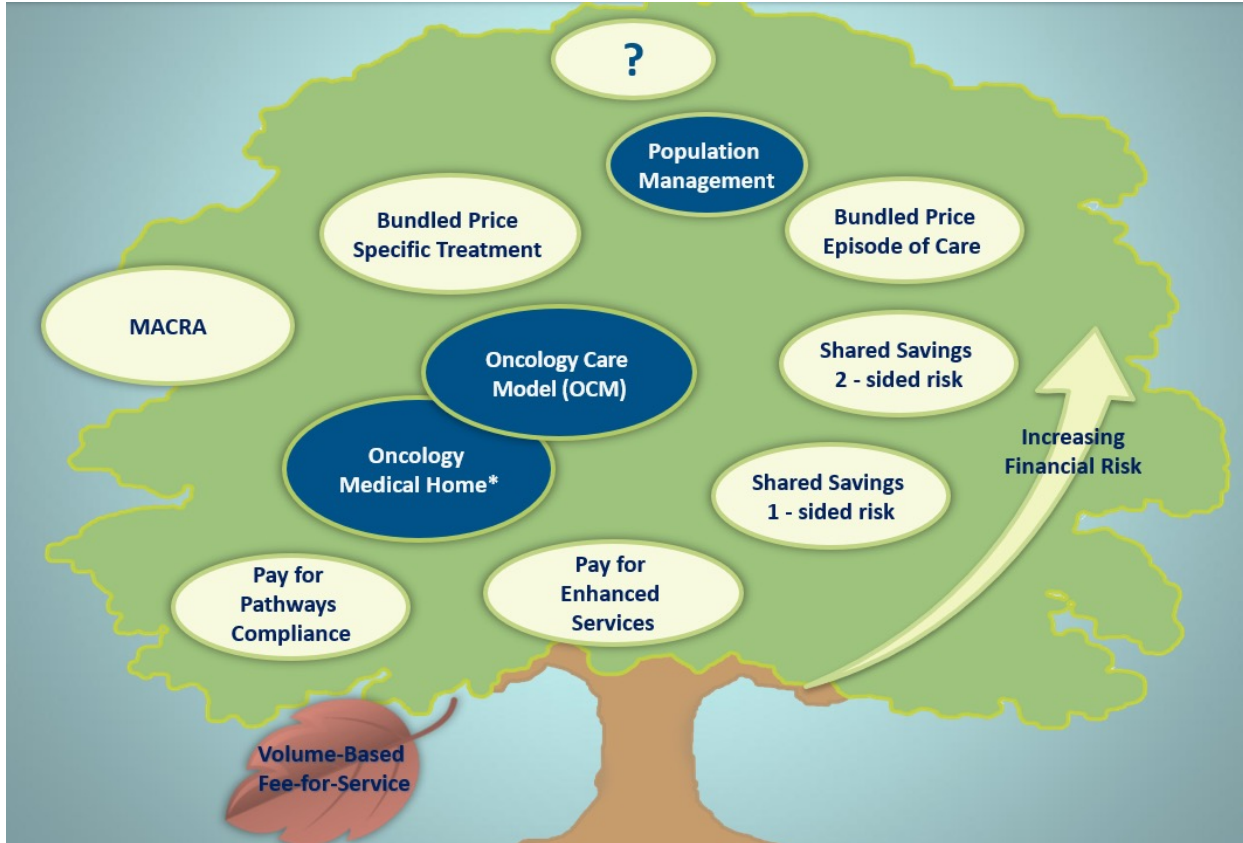 ?
Population
Management
Bundled Price
Specific Treatment
Bundled Price
Episode of Care
MACRA
Oncology Care
Model (OCM)
Shared Savings
2 - sided risk
Increasing
Financial Risk
Oncology
Medical Home*
Shared Savings
1 - sided risk
Pay for
Pathways
Compliance
Pay for
Enhanced
Services
Volume-Based
Fee-for-Service